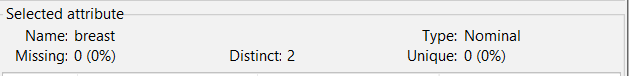 Selected attribute
Name: breast Type: Nominal
Missing: 0 (0%) Distinct: 2 Unique: 0 (0%)